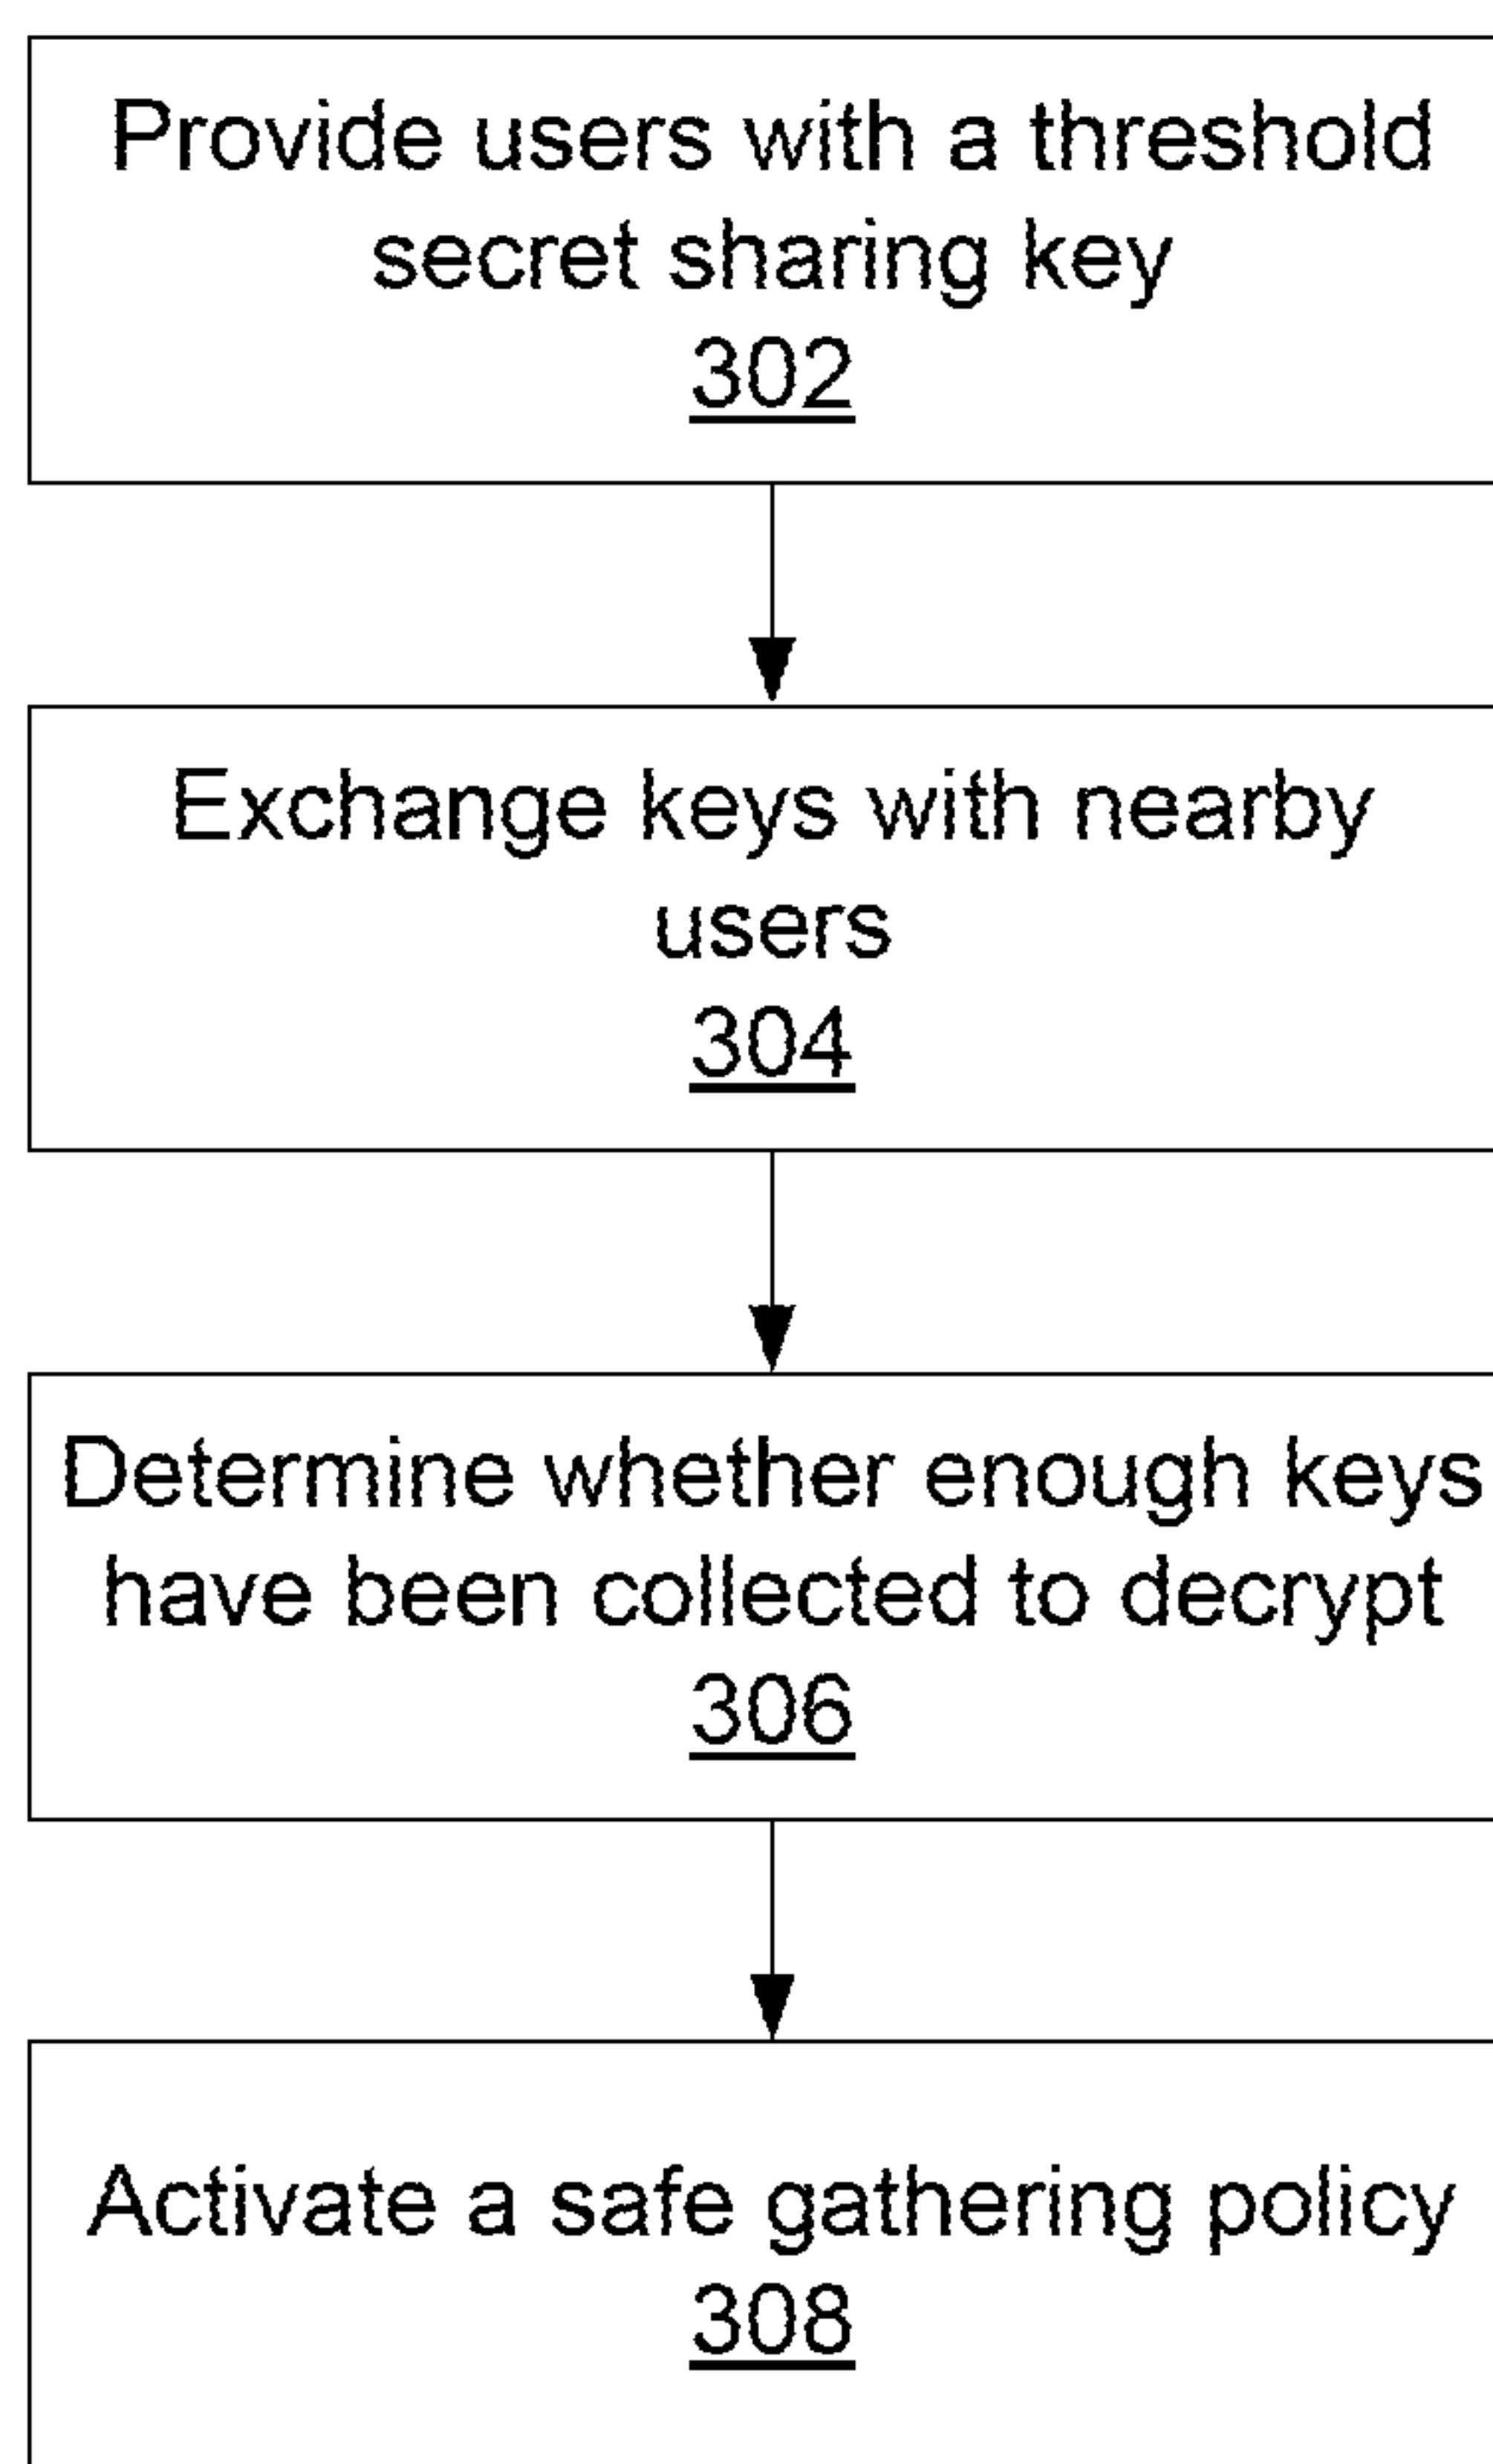 Provide users with a threshold
secret sharing key
302
Exchange keys with nearby
users
304
Determine whether enough keys
have been collected to decrypt
306
Activate a safe gathering policy
308